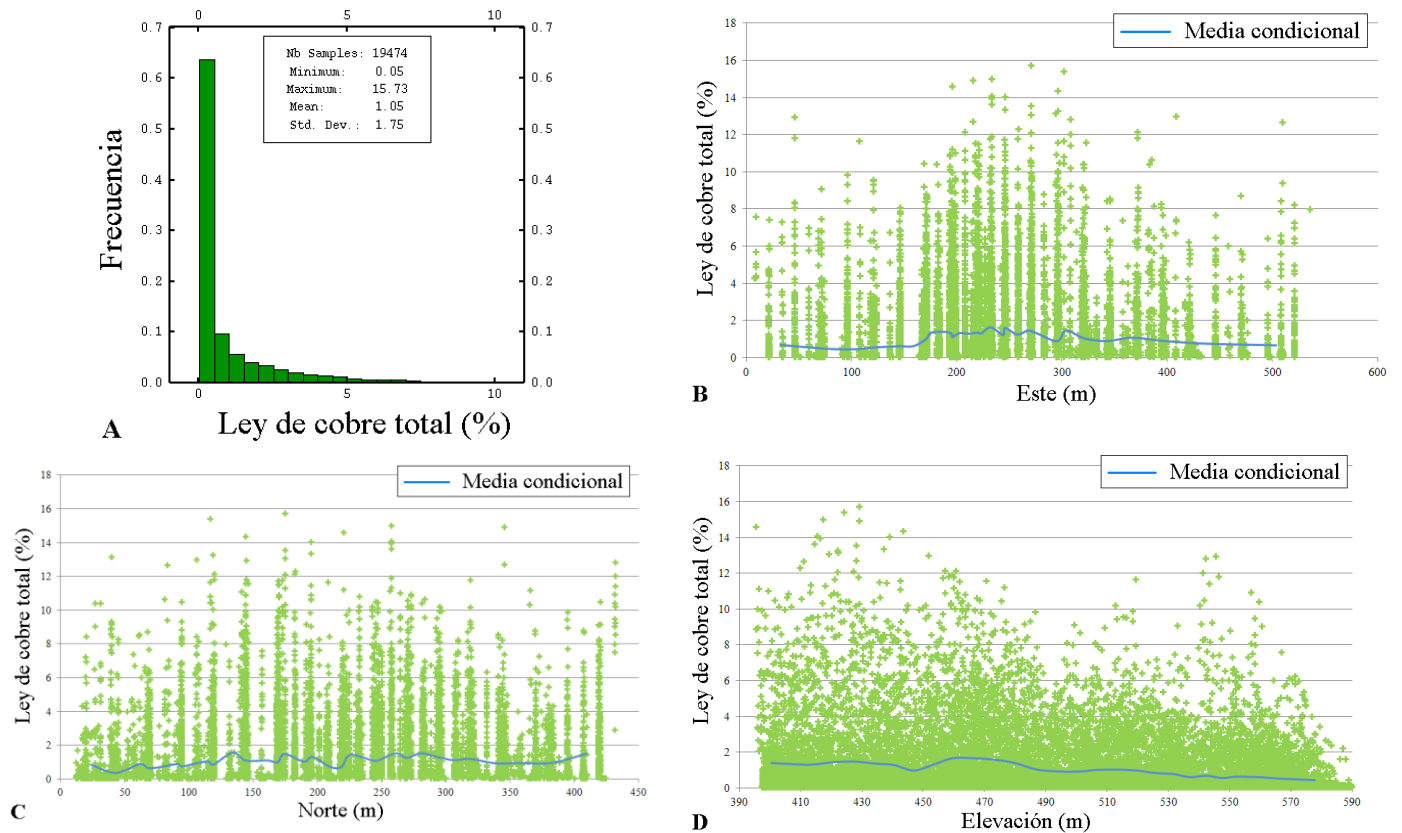 0 5 10
0.7 0.7
Nb Samples: 19474
Minimum: 0.05
Maximum: 15.73
Mean: 1.05
Std. Dev.: 1.75
0.6 0.6
0.5 0.5
0.4 0.4
0.3 0.3
0.2 0.2
0.1 0.1
0.0 0.0
Frecuencia
0 5 10
A
Ley de cobre total (%)
Media condicional
18
16
14
12
10
8
6
4
2
0
Ley de cobre total (%)
0 100 200 300 400 500 600
Este (m)
B
Media condicional
18
16
14
12
10
8
6
4
2
0
Ley de cobre total (%)
0 50 100 150 200 250 300 350 400 450
Norte (m)
C
Media condicional
18
16
14
12
10
8
6
4
2
0
Ley de cobre total (%)
390 410 430 450 470 490 510 530 550 570 590
Elevación (m)
D